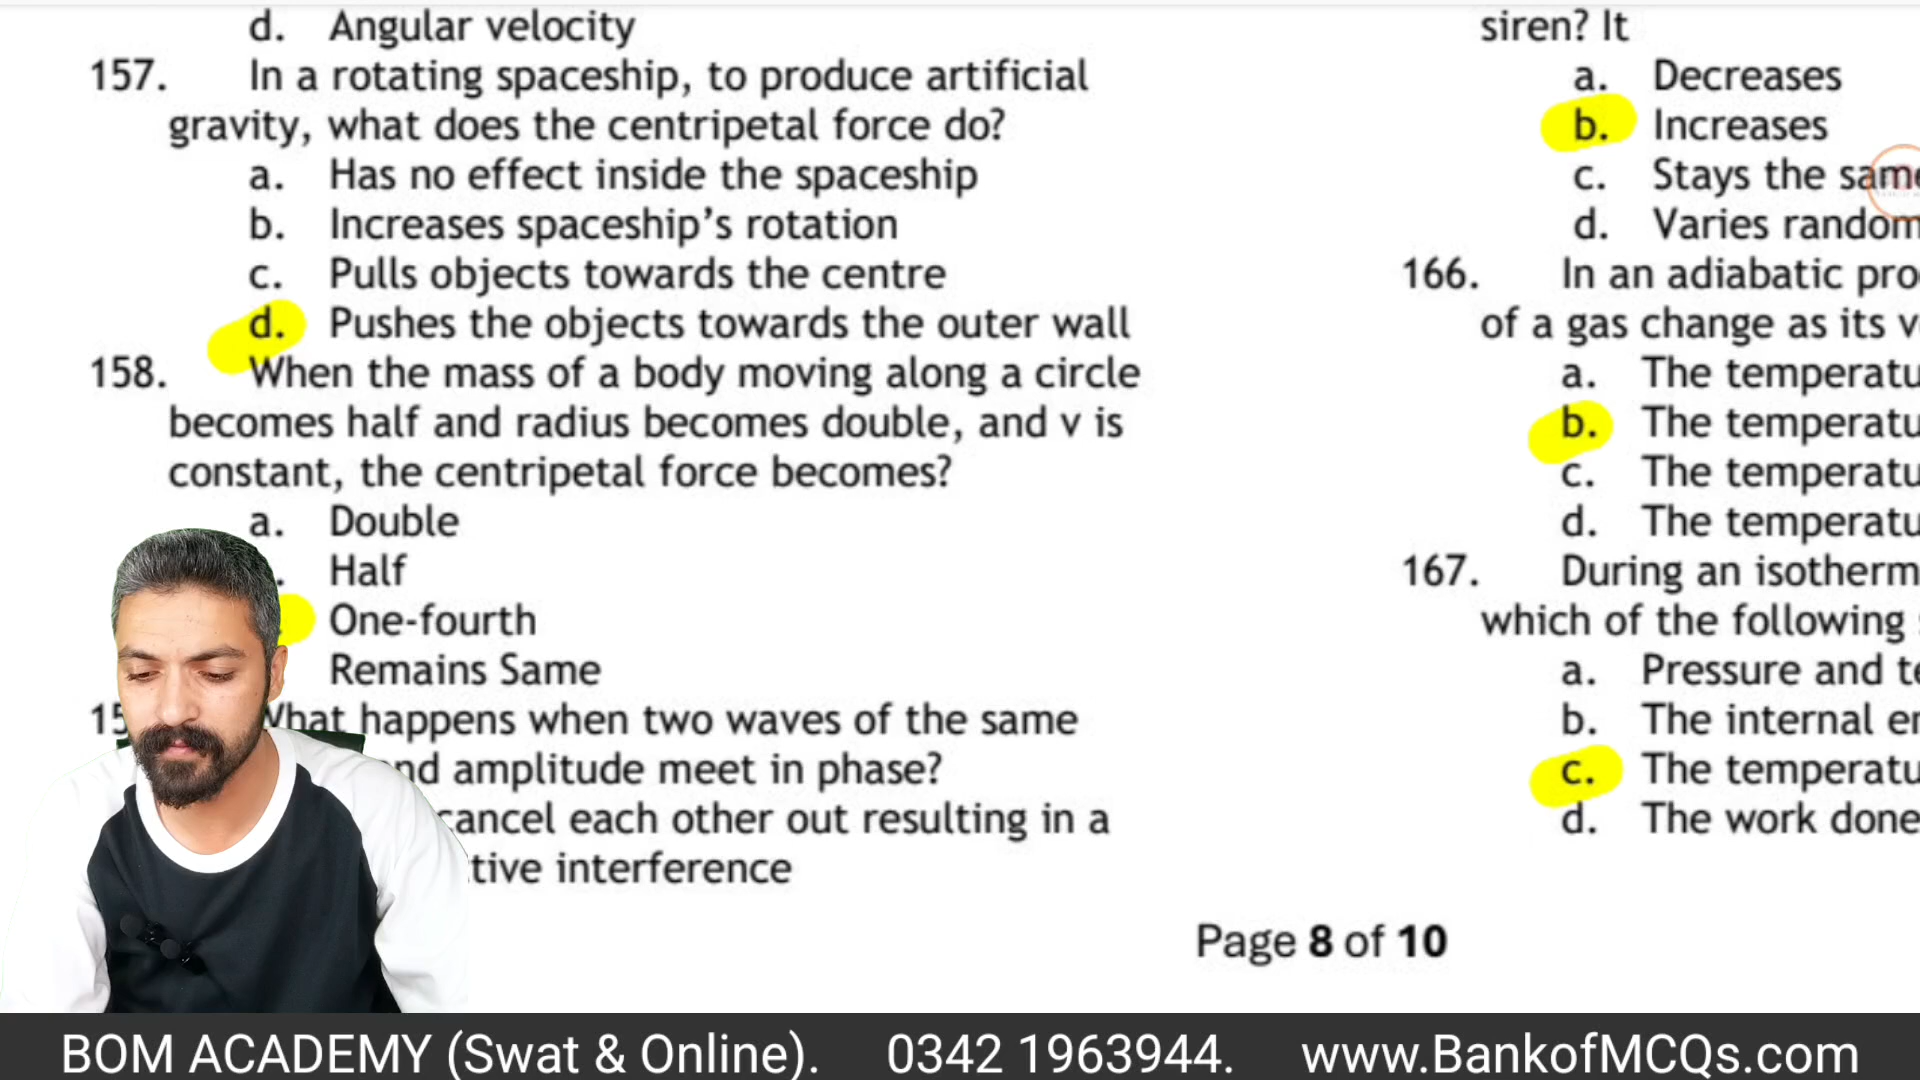 d. Angular velocity
157. In a rotating spaceship, to produce artificial
gravity, what does the centripetal force do?
a. Has no effect inside the spaceship
b. Increases spaceship’s rotation
c. Pulls objects towards the centre
d. Pushes the objects towards the outer wall
158. When the mass of a body moving along a circle
becomes half and radius becomes double, and v is
constant, the centripetal force becomes?
a. Double
Half
One-fourth
Remains Same
What happens when two waves of the same
amplitude meet in phase?
cancel each other out resulting in a
interference
siren? It
a. Decreases
b. Increases
c. Stays the same
d. Varies random
166. In an adiabatic pro
of a gas change as its v
a. The temperatu
b. The temperatu
c. The temperatu
d. The temperatu
167. During an isotherm
which of the following
a. Pressure and te
b. The internal en
c. The temperatu
d. The work done
Page 8 of 10
BOM ACADEMY (Swat & Online). 0342 1963944. www.BankofMCQs.com